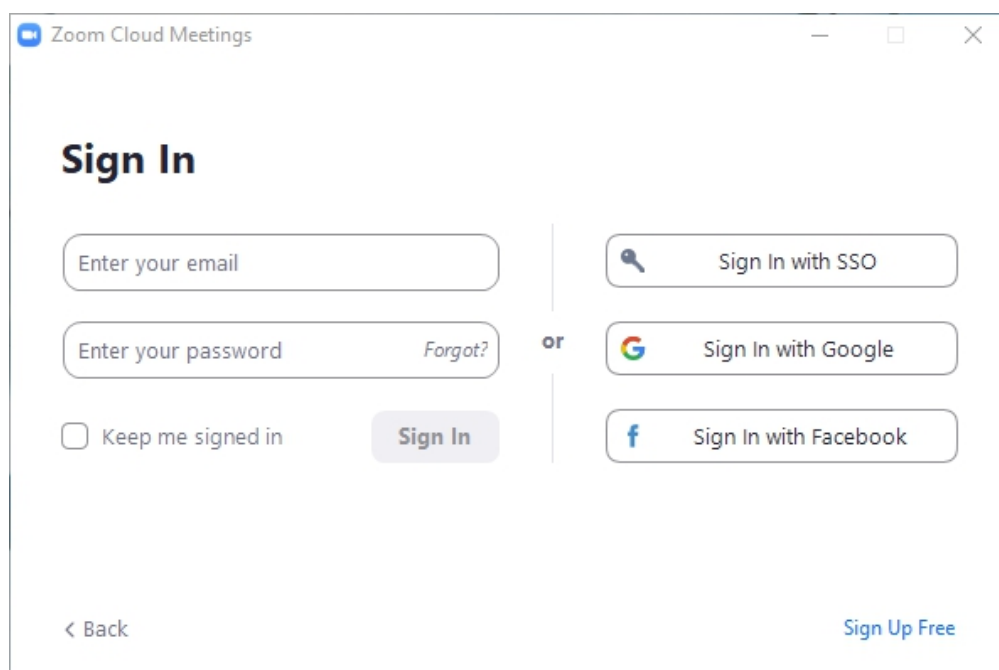 Zoom Cloud Meetings
Sign In
Enter your email
Enter your password
Forgot?
Keep me signed in
Sign In
or
Sign In with SSO
Sign In with Google
Sign In with Facebook
Back
Sign Up Free